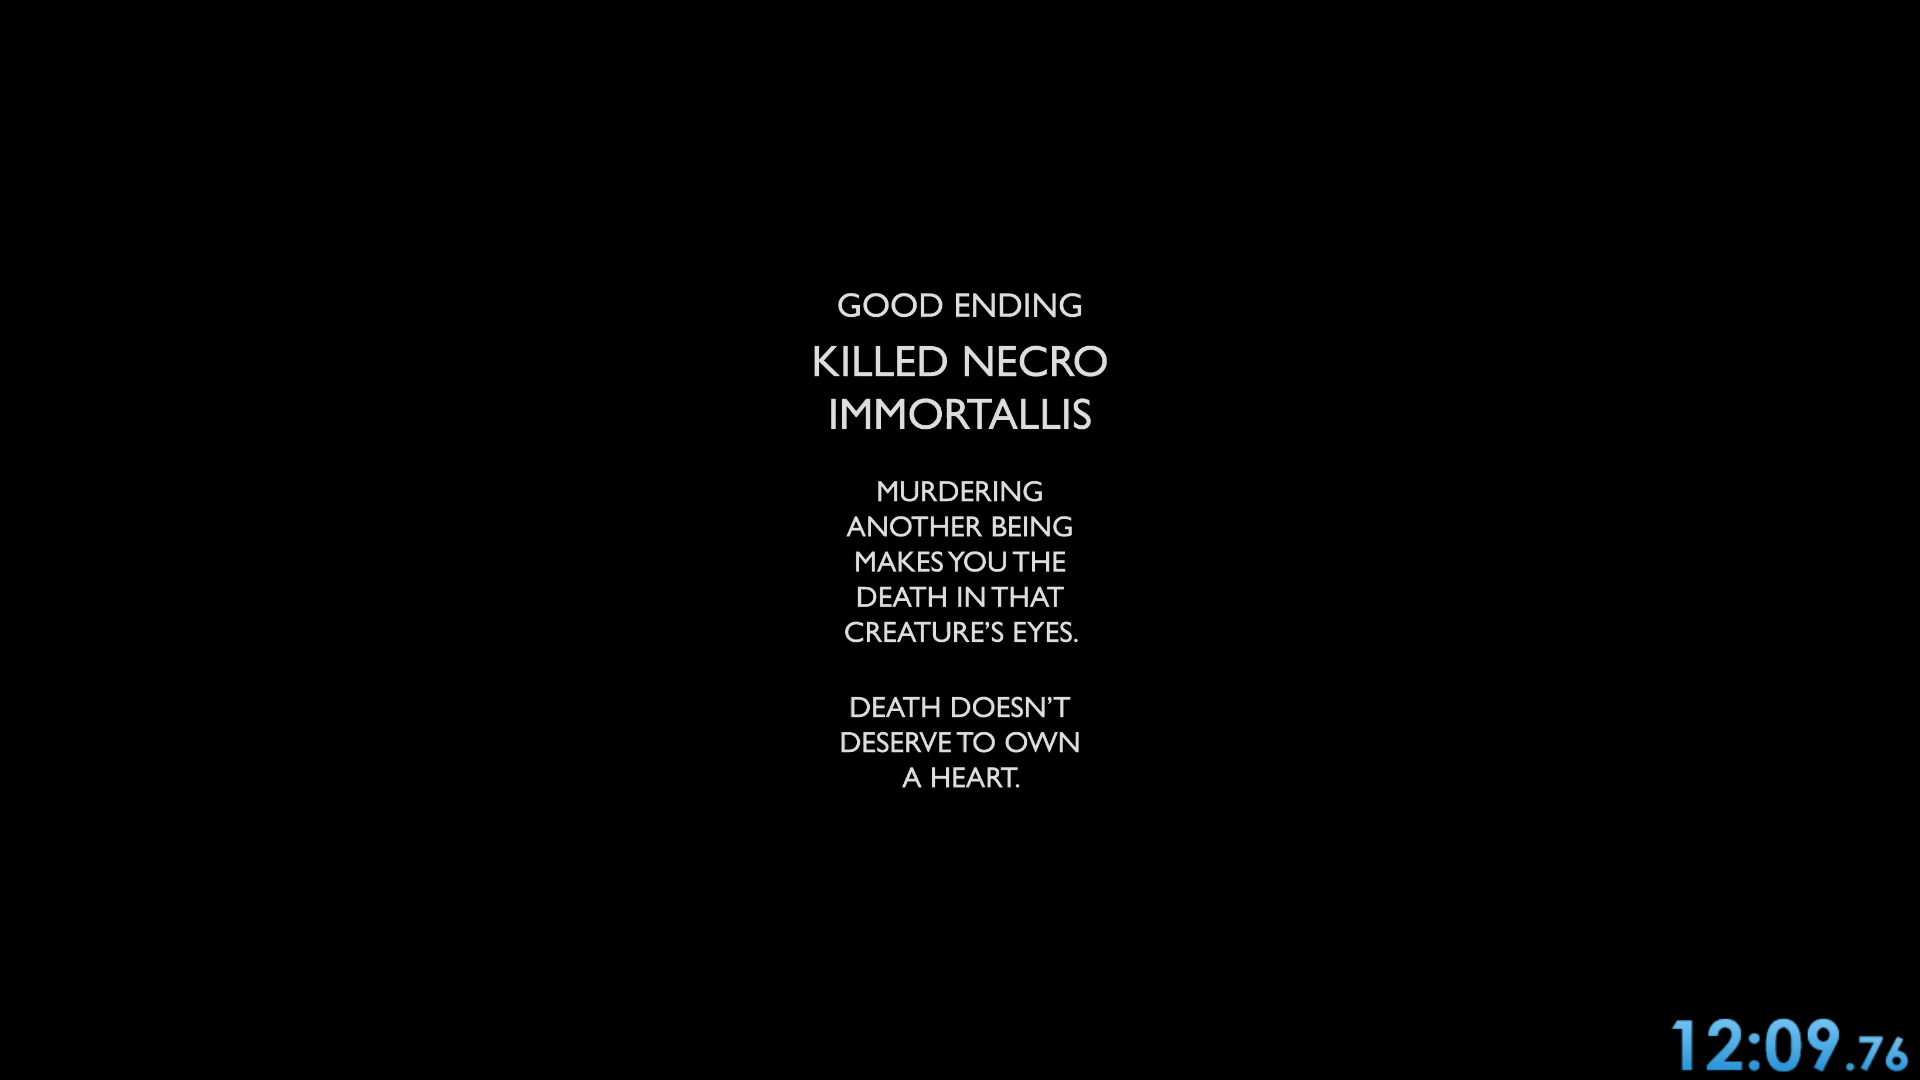 GOOD ENDING
KILLED NECRO
IMMORTALLIS
MURDERING
ANOTHER BEING
MAKES YOU THE
DEATH IN THAT
CREATURE’S EYES.
DEATH DOESN’T
DESERVE TO OWN
A HEART.
12:09.76